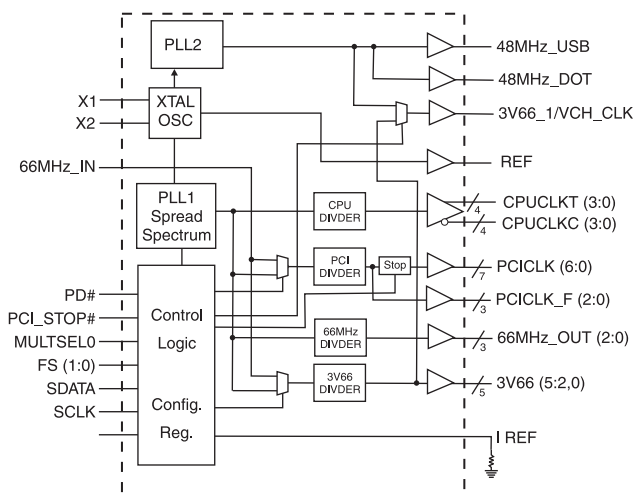 PLL2
48MHz_USB
48MHz_DOT
X1
X2
XTAL
OSC
3V66_1/VCH_CLK
66MHz_IN
REF
PLL1
Spread
Spectrum
CPU
DIVDER
4
CPUCLKT (3:0)
4
CPUCLKC (3:0)
PCI
DIVDER
Stop
7
PCICLK (6:0)
3
PCICLK_F (2:0)
PD#
PCI_STOP#
MULTSEL0
FS (1:0)
SDATA
SCLK
Control
Logic
Config.
Reg.
66MHz
DIVDER
3
66MHz_OUT (2:0)
3V66
DIVDER
5
3V66 (5:2,0)
I REF